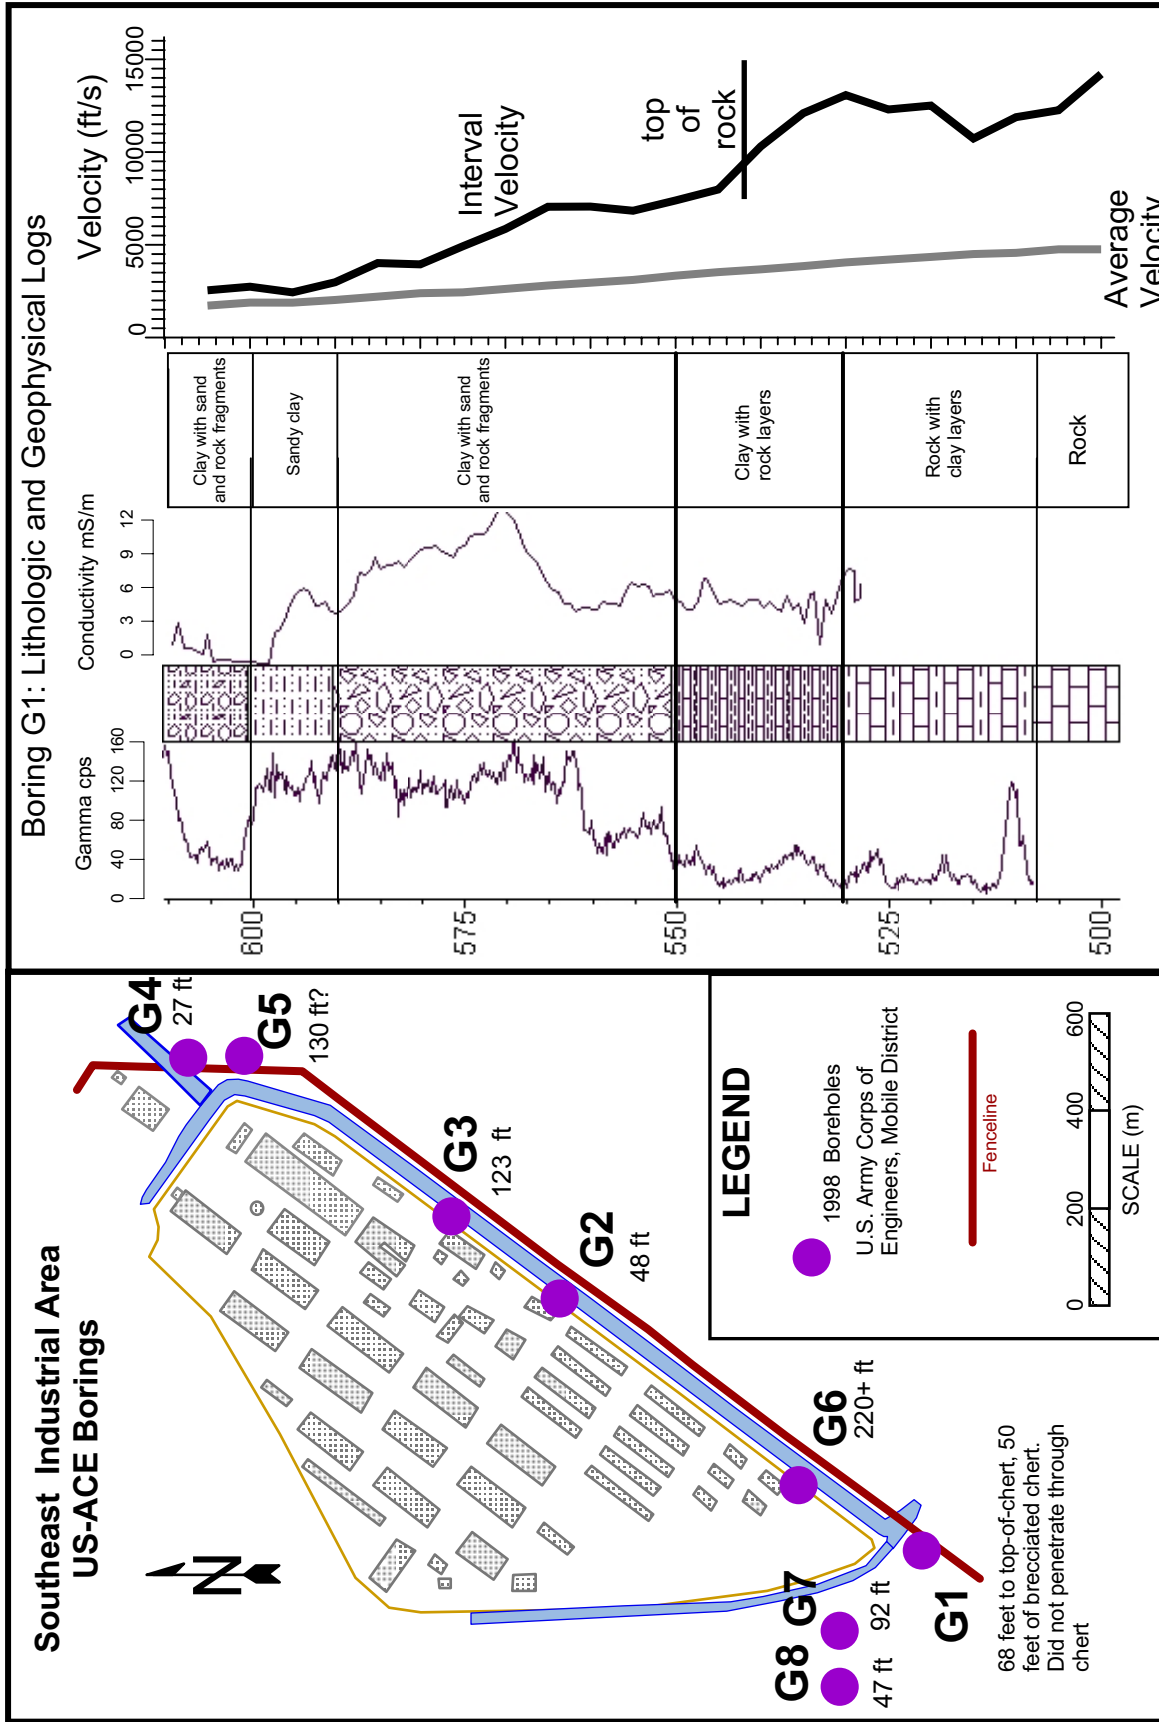 Southeast Industrial Area
US-ACE Borings
N
G4
27 ft
G5
130 ft?
G3
123 ft
G2
48 ft
G6
220+ ft
G7
92 ft
G8
47 ft
G1
68 feet to top-of-chert, 50
feet of brecciated chert.
Did not penetrate through
chert
LEGEND
1998 Boreholes
U.S. Army Corps of
Engineers, Mobile District
Fenceline
0 200 400 600
SCALE (m)
Boring G1: Lithologic and Geophysical Logs
Gamma cps
0 40 80 120 160
Conductivity mS/m
0 3 6 9 12
Velocity (ft/s)
0 5000 10000 15000
Clay with sand
and rock fragments
Sandy clay
Clay with sand
and rock fragments
Clay with
rock layers
Rock with
clay layers
Rock
Interval
Velocity
top
of
rock
Average
Velocity
600
575
550
525
500